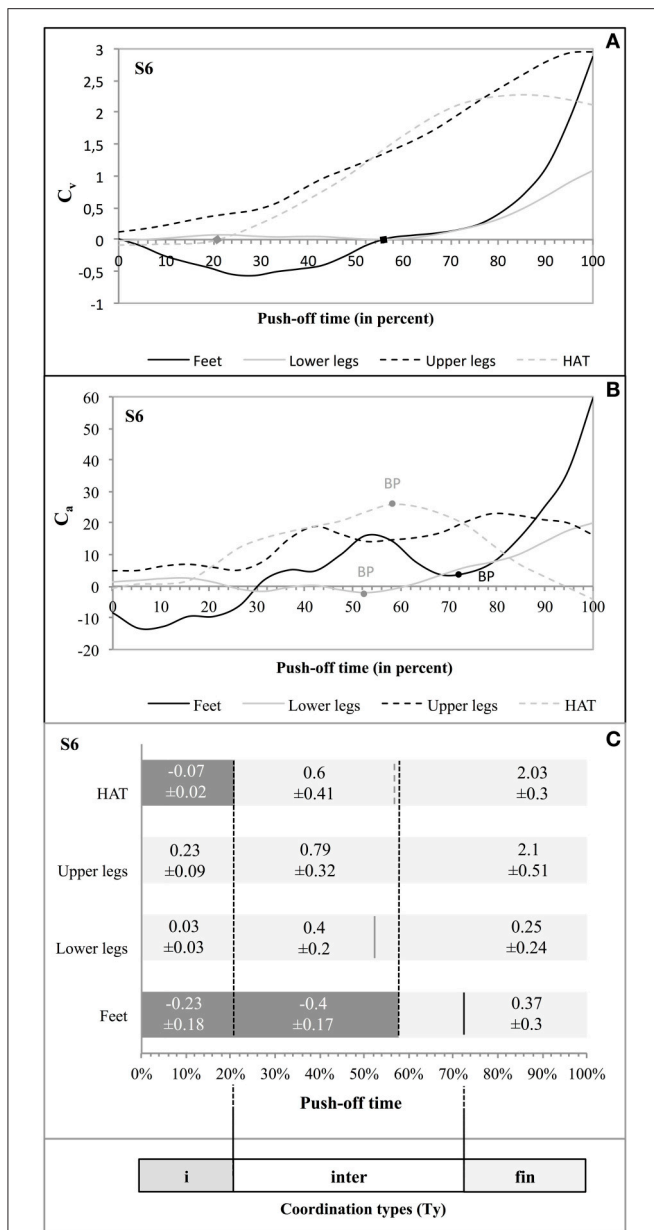 A
S6
3
2,5
2
1,5
1
0,5
0
-0,5
-1
C_v
0 10 20 30 40 50 60 70 80 90 100
Push-off time (in percent)
Feet Lower legs Upper legs HAT
B
S6
60
50
40
30
20
10
0
-10
-20
C_a
BP
BP
BP
0 10 20 30 40 50 60 70 80 90 100
Push-off time (in percent)
Feet Lower legs Upper legs HAT
S6 C
HAT
-0.07 0.6 2.03
±0.02 ±0.41 ±0.3
Upper legs
0.23 0.79 2.1
±0.09 ±0.32 ±0.51
Lower legs
0.03 0.4 0.25
±0.03 ±0.2 ±0.24
Feet
-0.23 -0.4 0.37
±0.18 ±0.17 ±0.3
0% 10% 20% 30% 40% 50% 60% 70% 80% 90% 100%
Push-off time
i inter fin
Coordination types (Ty)